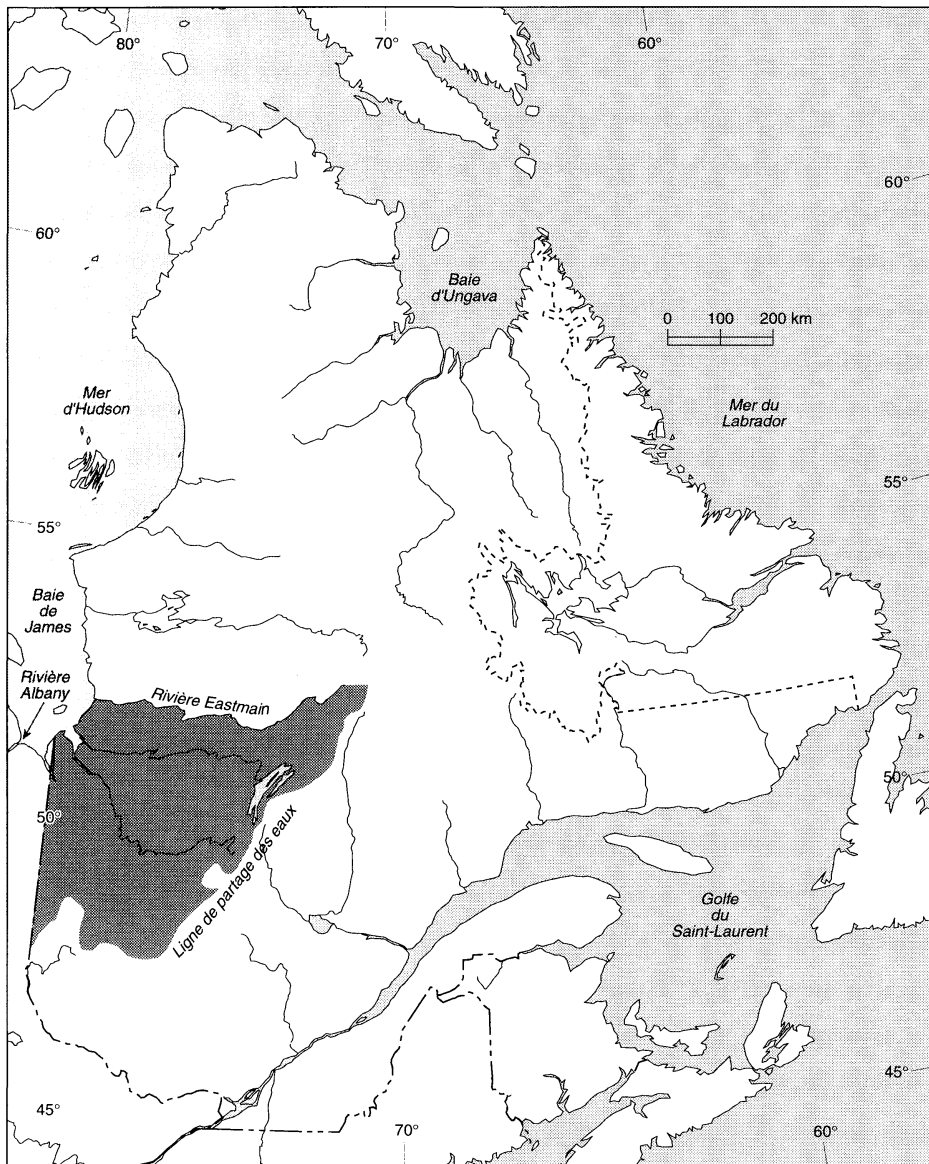 80°
70°
60°
60°
60°
Baie
d'Ungava
0 100 200 km
Mer
d'Hudson
Mer du
Labrador
55°
55°
Baie
de
James
Rivière
Albany
Rivière Eastmain
50°
50°
Ligne de partage des eaux
Golfe
du
Saint-Laurent
45°
45°
70°
60°